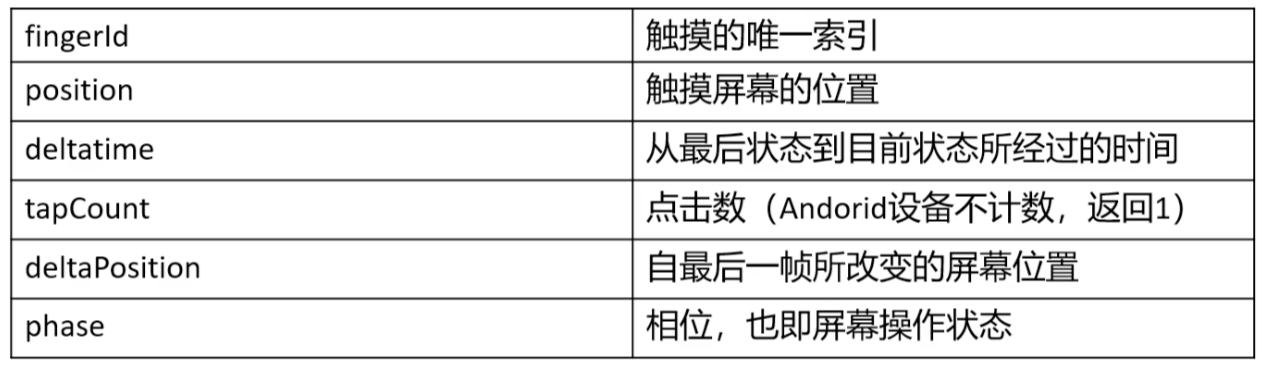 fingerId 触摸的唯一索引
position 触摸屏幕的位置
deltatime 从最后状态到目前状态所经过的时间
tapCount 点击数（Andorid设备不计数，返回1）
deltaPosition 自最后一帧所改变的屏幕位置
phase 相位，也即屏幕操作状态